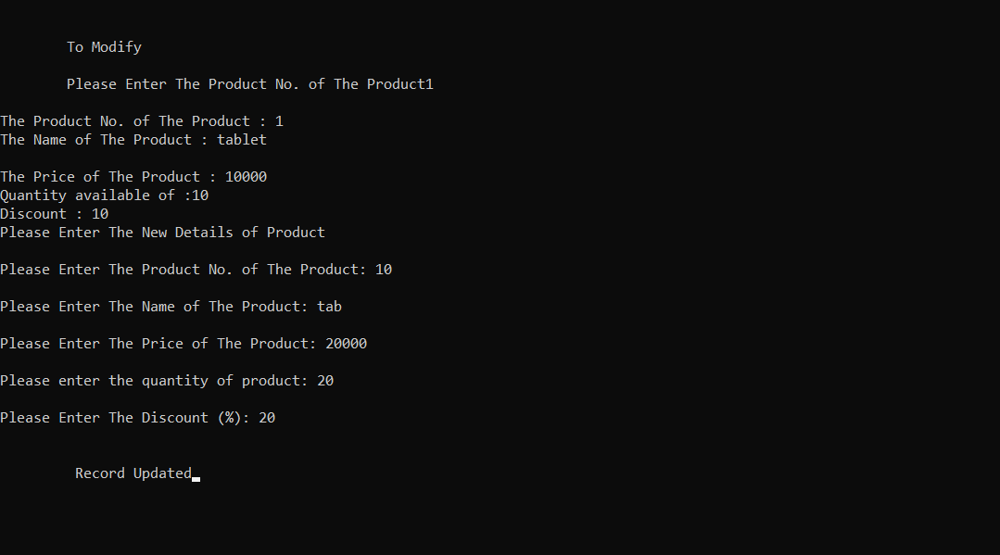 To Modify
Please Enter The Product No. of The Product1
The Product No. of The Product : 1
The Name of The Product : tablet
The Price of The Product : 10000
Quantity available of :10
Discount : 10
Please Enter The New Details of Product
Please Enter The Product No. of The Product: 10
Please Enter The Name of The Product: tab
Please Enter The Price of The Product: 20000
Please enter the quantity of product: 20
Please Enter The Discount (%): 20
Record Updated